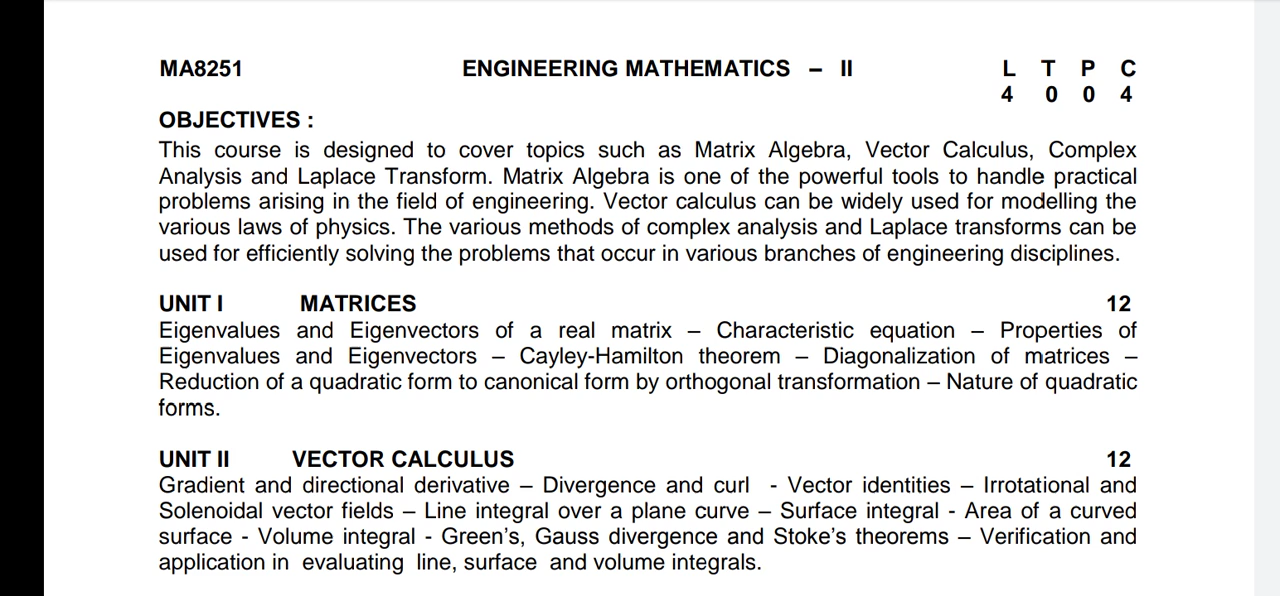 MA8251 ENGINEERING MATHEMATICS – II L T P C
4 0 0 4
OBJECTIVES :
This course is designed to cover topics such as Matrix Algebra, Vector Calculus, Complex
Analysis and Laplace Transform. Matrix Algebra is one of the powerful tools to handle practical
problems arising in the field of engineering. Vector calculus can be widely used for modelling the
various laws of physics. The various methods of complex analysis and Laplace transforms can be
used for efficiently solving the problems that occur in various branches of engineering disciplines.
UNIT I MATRICES 12
Eigenvalues and Eigenvectors of a real matrix – Characteristic equation – Properties of
Eigenvalues and Eigenvectors – Cayley-Hamilton theorem – Diagonalization of matrices –
Reduction of a quadratic form to canonical form by orthogonal transformation – Nature of quadratic
forms.
UNIT II VECTOR CALCULUS 12
Gradient and directional derivative – Divergence and curl - Vector identities – Irrotational and
Solenoidal vector fields – Line integral over a plane curve – Surface integral - Area of a curved
surface - Volume integral - Green’s, Gauss divergence and Stoke’s theorems – Verification and
application in evaluating line, surface and volume integrals.